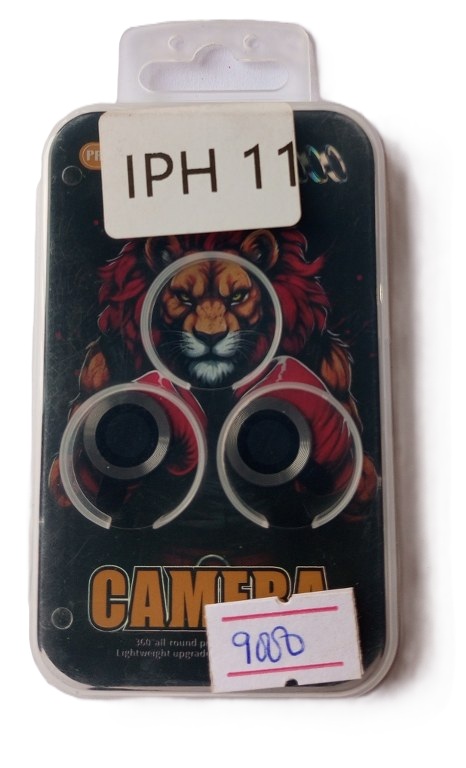 IPH 11
CAMERA
360°all round
Lightweight upgrade
9000